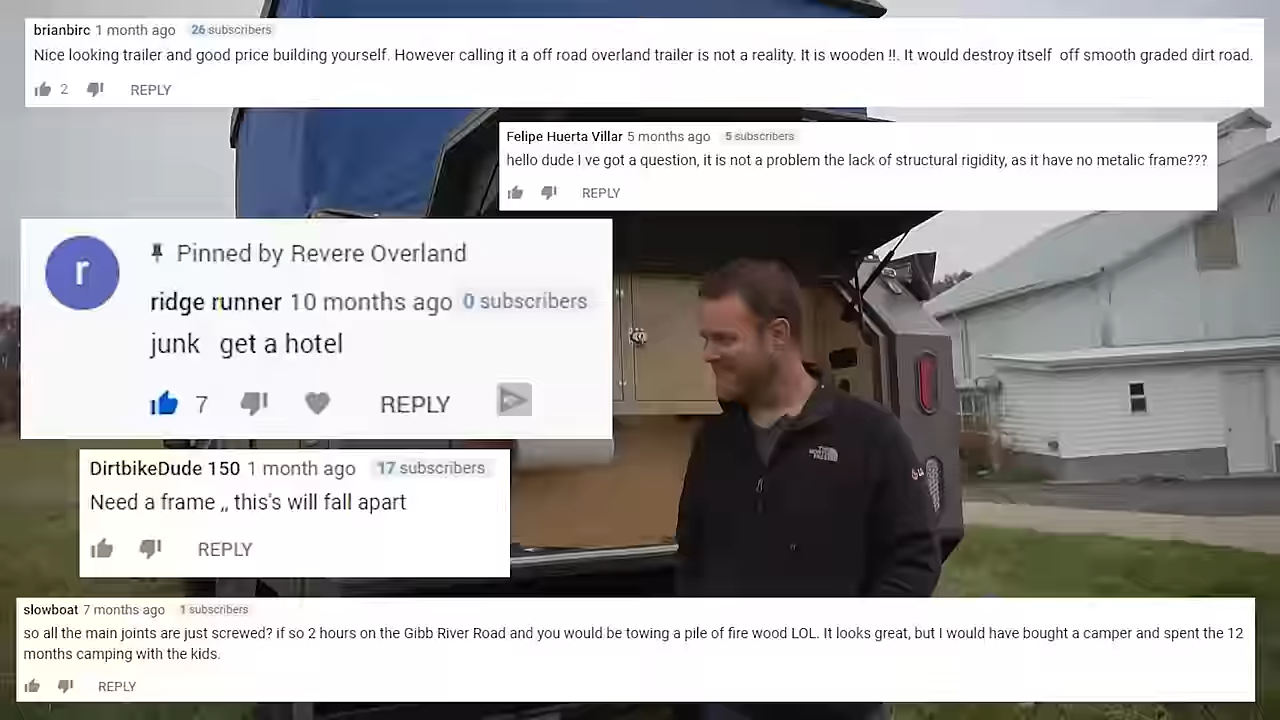 brianbirc 1 month ago 26 subscribers
Nice looking trailer and good price building yourself. However calling it a off road overland trailer is not a reality. It is wooden !!. It would destroy itself off smooth graded dirt road.
2 REPLY
Felipe Huerta Villar 5 months ago 5 subscribers
hello dude I ve got a question, it is not a problem the lack of structural rigidity, as it have no metalic frame???
REPLY
r
Pinned by Revere Overland
ridge runner 10 months ago 0 subscribers
junk get a hotel
7 REPLY
THE NORTH FACE
DirtbikeDude 150 1 month ago 17 subscribers
Need a frame ,, this's will fall apart
REPLY
slowboat 7 months ago 1 subscribers
so all the main joints are just screwed? if so 2 hours on the Gibb River Road and you would be towing a pile of fire wood LOL. It looks great, but I would have bought a camper and spent the 12
months camping with the kids.
REPLY